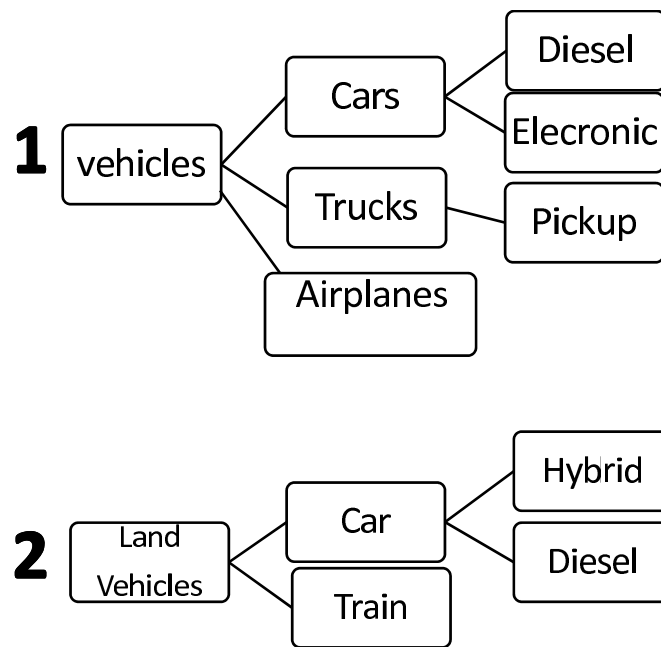 1
vehicles
Cars
Diesel
Elecronic
Trucks
Pickup
Airplanes
2
Land
Vehicles
Car
Hybrid
Diesel
Train